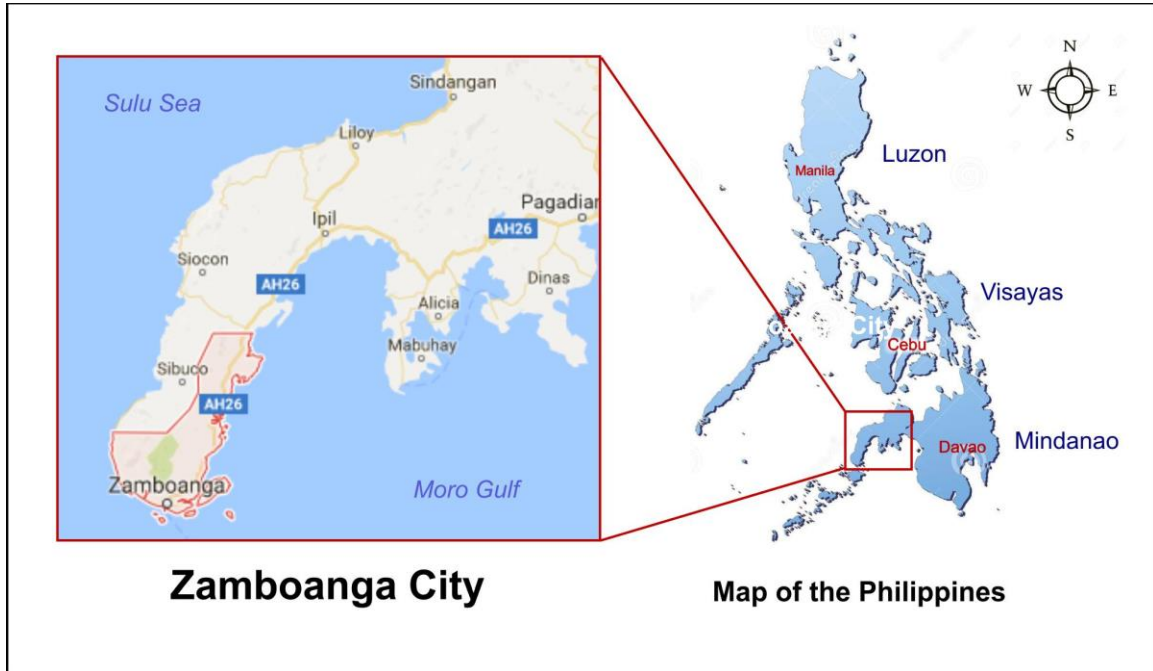 Sulu Sea
Sindangan
Liloy
Pagadian
Ipil
AH26
Siocon
AH26
Dinas
Alicia
Mabuhay
Sibuco
AH26
Zamboanga
Moro Gulf
Zamboanga City
N
W E
S
Luzon
Manila
Visayas
City
Cebu
Mindanao
Davao
Map of the Philippines